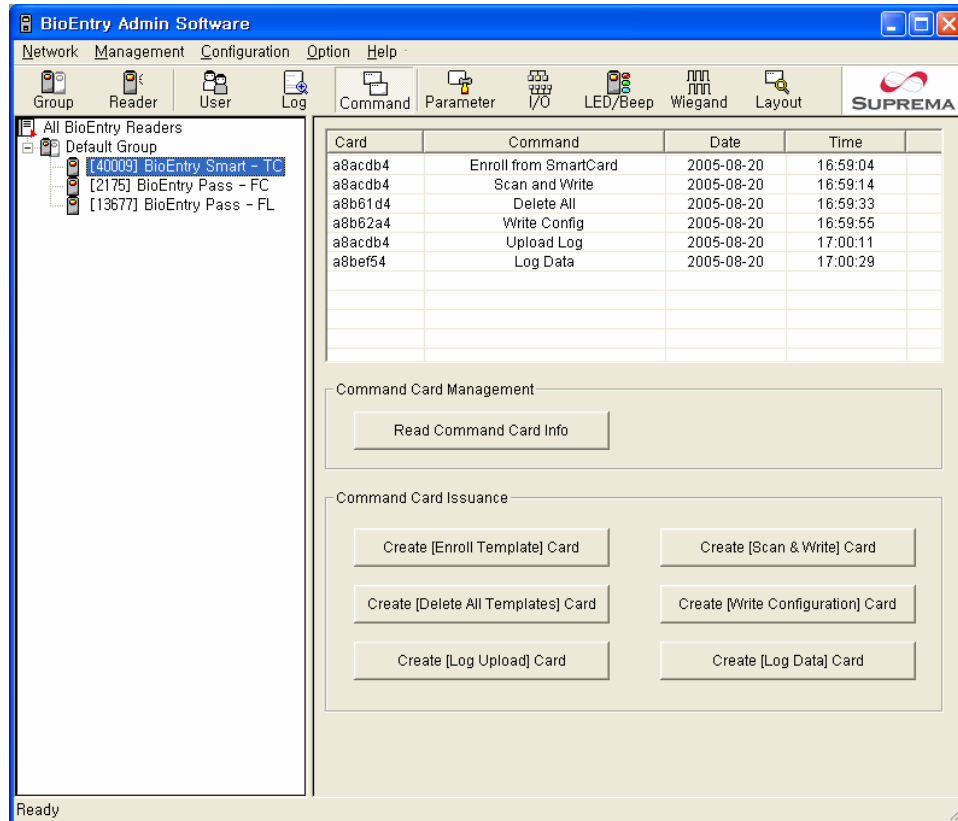 BioEntry Admin Software
Network Management Configuration Option Help
Group Reader User Log Command Parameter I/O LED/Beep Wiegand Layout SUPREMA
All BioEntry Readers
Default Group
[40009] BioEntry Smart - TC
[2175] BioEntry Pass - FC
[13677] BioEntry Pass - FL
Card Command Date Time
a8acdb4 Enroll from SmartCard 2005-08-20 16:59:04
a8acdb4 Scan and Write 2005-08-20 16:59:14
a8b61d4 Delete All 2005-08-20 16:59:33
a8b62a4 Write Config 2005-08-20 16:59:55
a8acdb4 Upload Log 2005-08-20 17:00:11
a8bef54 Log Data 2005-08-20 17:00:29
Command Card Management
Read Command Card Info
Command Card Issuance
Create [Enroll Template] Card Create [Scan & Write] Card
Create [Delete All Templates] Card Create [Write Configuration] Card
Create [Log Upload] Card Create [Log Data] Card
Ready